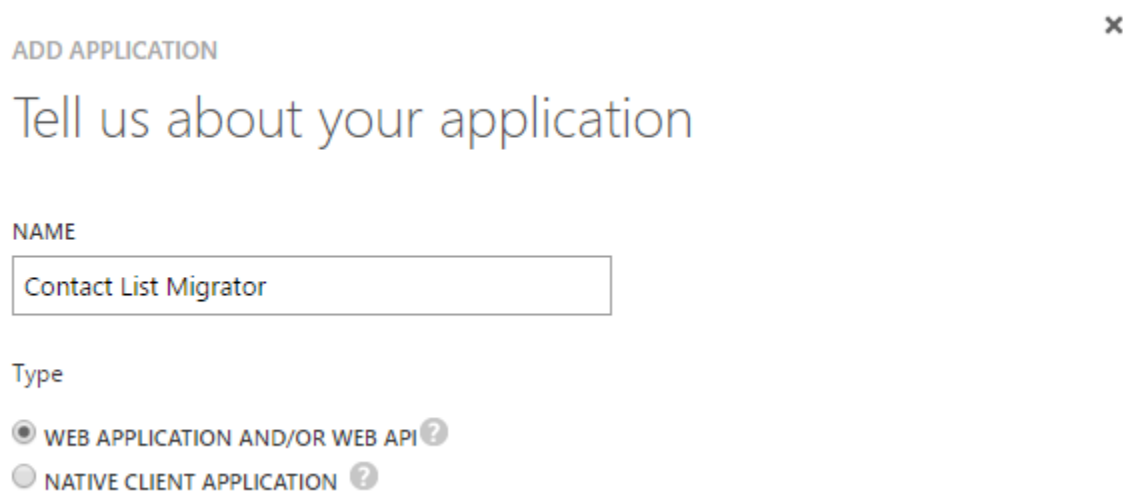 ADD APPLICATION
Tell us about your application
NAME
Contact List Migrator
Type
WEB APPLICATION AND/OR WEB API ?
NATIVE CLIENT APPLICATION ?